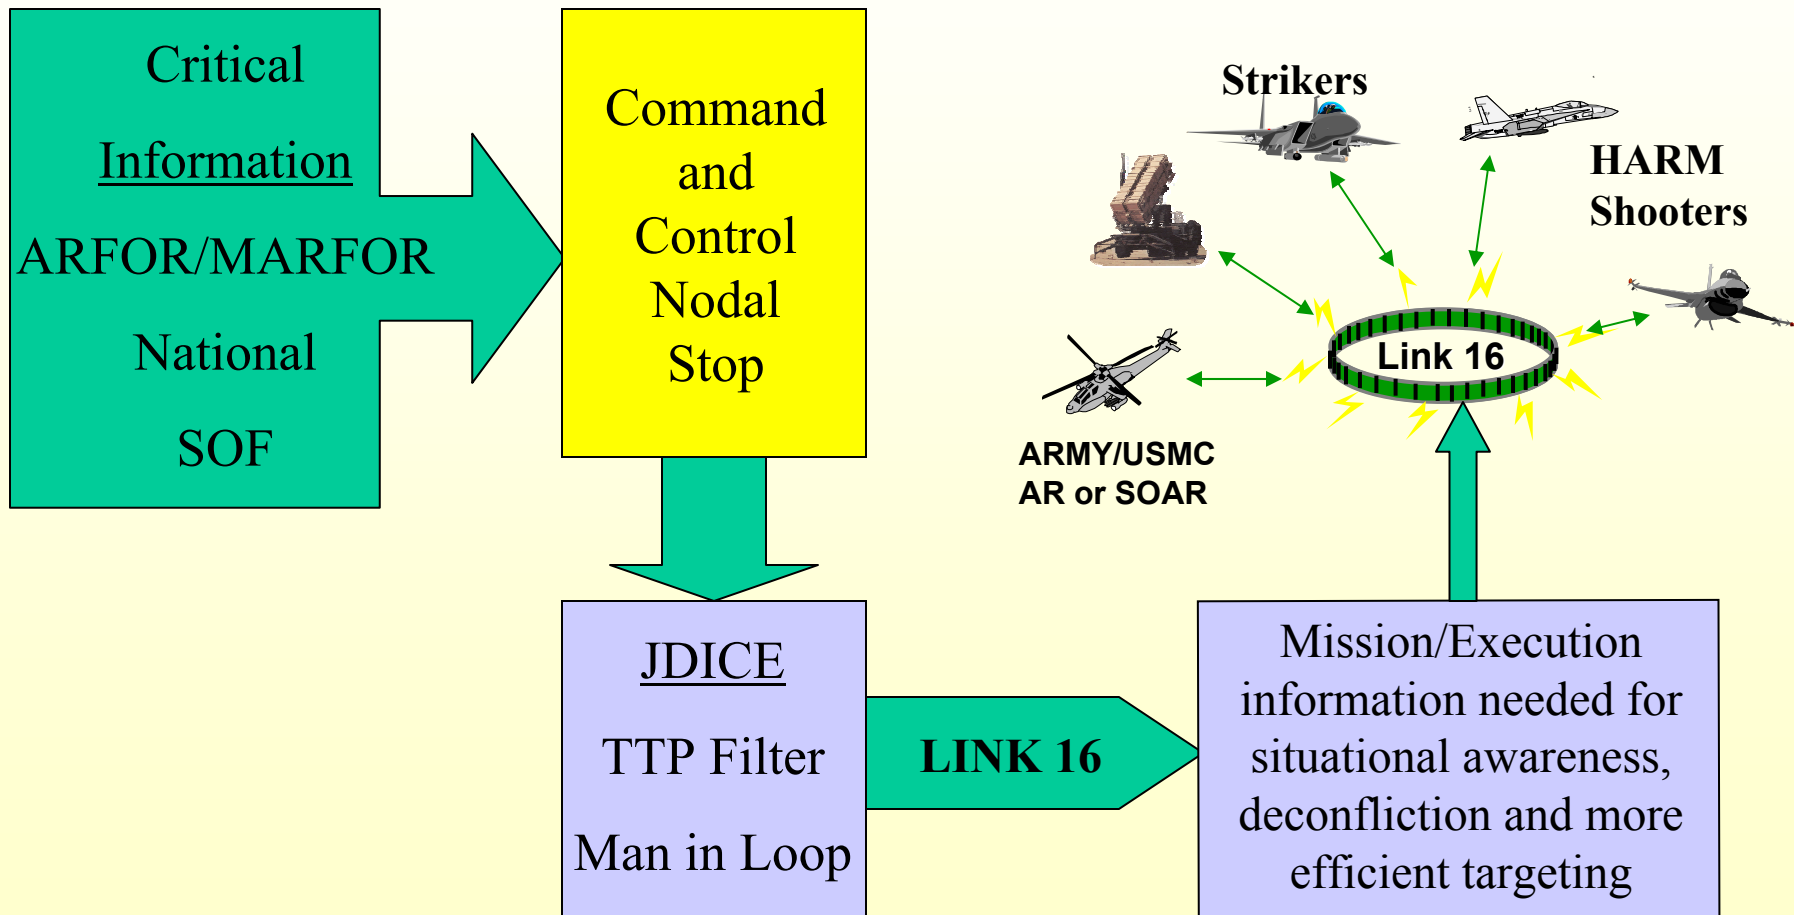 Critical
Information
ARFOR/MARFOR
National
SOF
Command
and
Control
Nodal
Stop
Strikers
HARM
Shooters
Link 16
ARMY/USMC
AR or SOAR
JDICE
TTP Filter
Man in Loop
LINK 16
Mission/Execution
information needed for
situational awareness,
deconfliction and more
efficient targeting